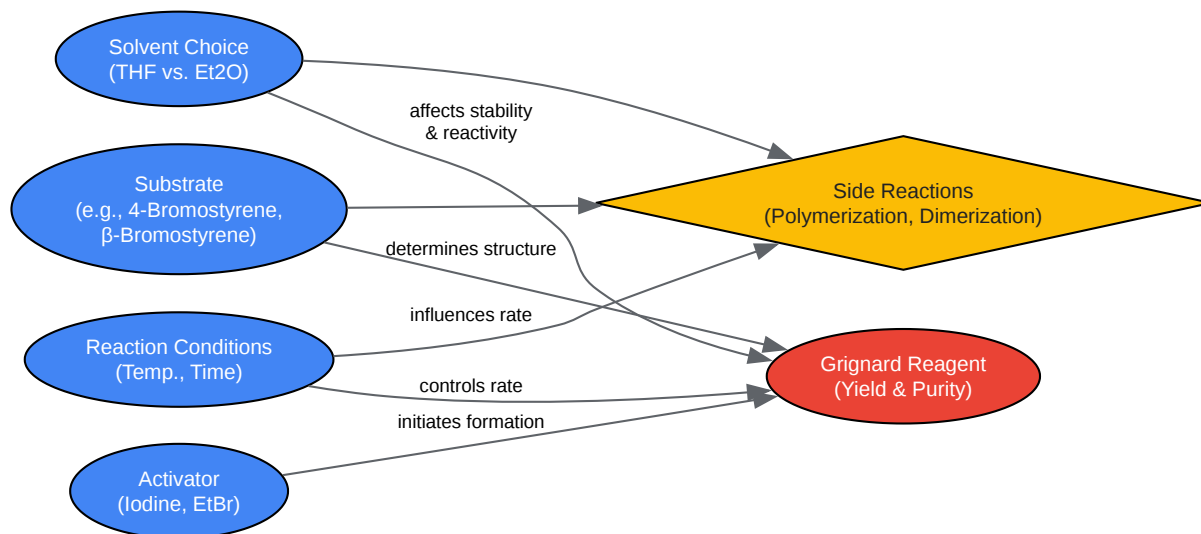 Solvent Choice
(THF vs. Et2O)
affects stability
& reactivity
Substrate
(e.g., 4-Bromostyrene,
β-Bromostyrene)
Side Reactions
(Polymerization, Dimerization)
determines structure
influences rate
Reaction Conditions
(Temp., Time)
Grignard Reagent
(Yield & Purity)
controls rate
initiates formation
Activator
(Iodine, EtBr)